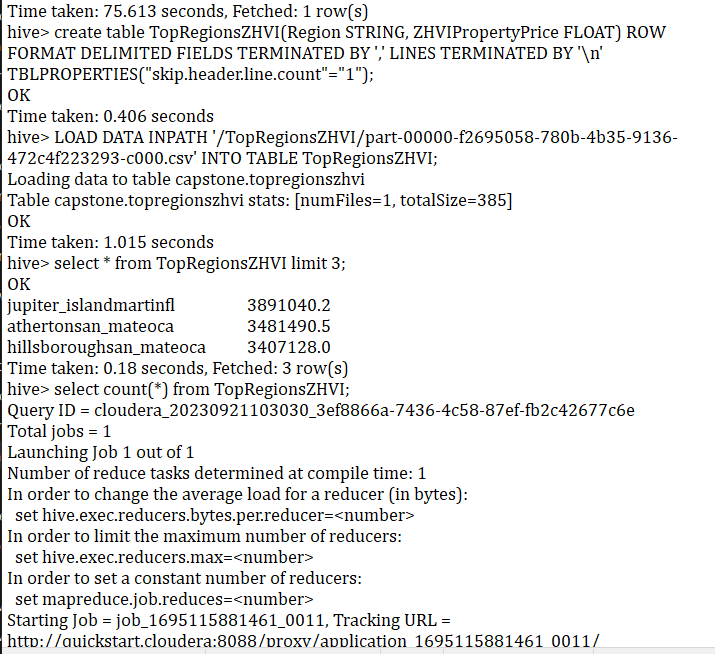 Time taken: 75.613 seconds, Fetched: 1 row(s)
hive> create table TopRegionsZHVI(Region STRING, ZHVIPropertyPrice FLOAT) ROW
FORMAT DELIMITED FIELDS TERMINATED BY ',' LINES TERMINATED BY '\n'
TBLPROPERTIES("skip.header.line.count"="1");
OK
Time taken: 0.406 seconds
hive> LOAD DATA INPATH '/TopRegionsZHVI/part-00000-f2695058-780b-4b35-9136-
472c4f223293-c000.csv' INTO TABLE TopRegionsZHVI;
Loading data to table capstone.topregionszhvi
Table capstone.topregionszhvi stats: [numFiles=1, totalSize=385]
OK
Time taken: 1.015 seconds
hive> select * from TopRegionsZHVI limit 3;
OK
jupiter_islandmartinfl 3891040.2
athertonsan_mateoca 3481490.5
hillsboroughsan_mateoca 3407128.0
Time taken: 0.18 seconds, Fetched: 3 row(s)
hive> select count(*) from TopRegionsZHVI;
Query ID = cloudera_20230921103030_3ef8866a-7436-4c58-87ef-fb2c42677c6e
Total jobs = 1
Launching Job 1 out of 1
Number of reduce tasks determined at compile time: 1
In order to change the average load for a reducer (in bytes):
set hive.exec.reducers.bytes.per.reducer=<number>
In order to limit the maximum number of reducers:
set hive.exec.reducers.max=<number>
In order to set a constant number of reducers:
set mapreduce.job.reduces=<number>
Starting Job = job_1695115881461_0011, Tracking URL =
http://quickstart.cloudera:8088/proxy/application_1695115881461_0011/